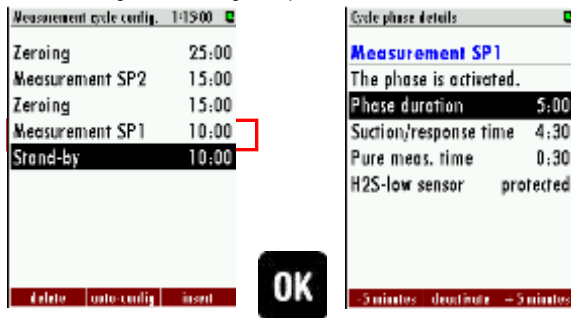 Measurement cycle config. 1:15:00
Zeroing 25:00
Measurement SP2 15:00
Zeroing 15:00
Measurement SP1 10:00
Stand-by 10:00
delete auto-config insert
OK
Cycle phase details
Measurement SP1
The phase is activated.
Phase duration 5:00
Suction/response time 4:30
Pure meas. time 0:30
H2S-low sensor protected
-5 minutes deactivate +5 minutes